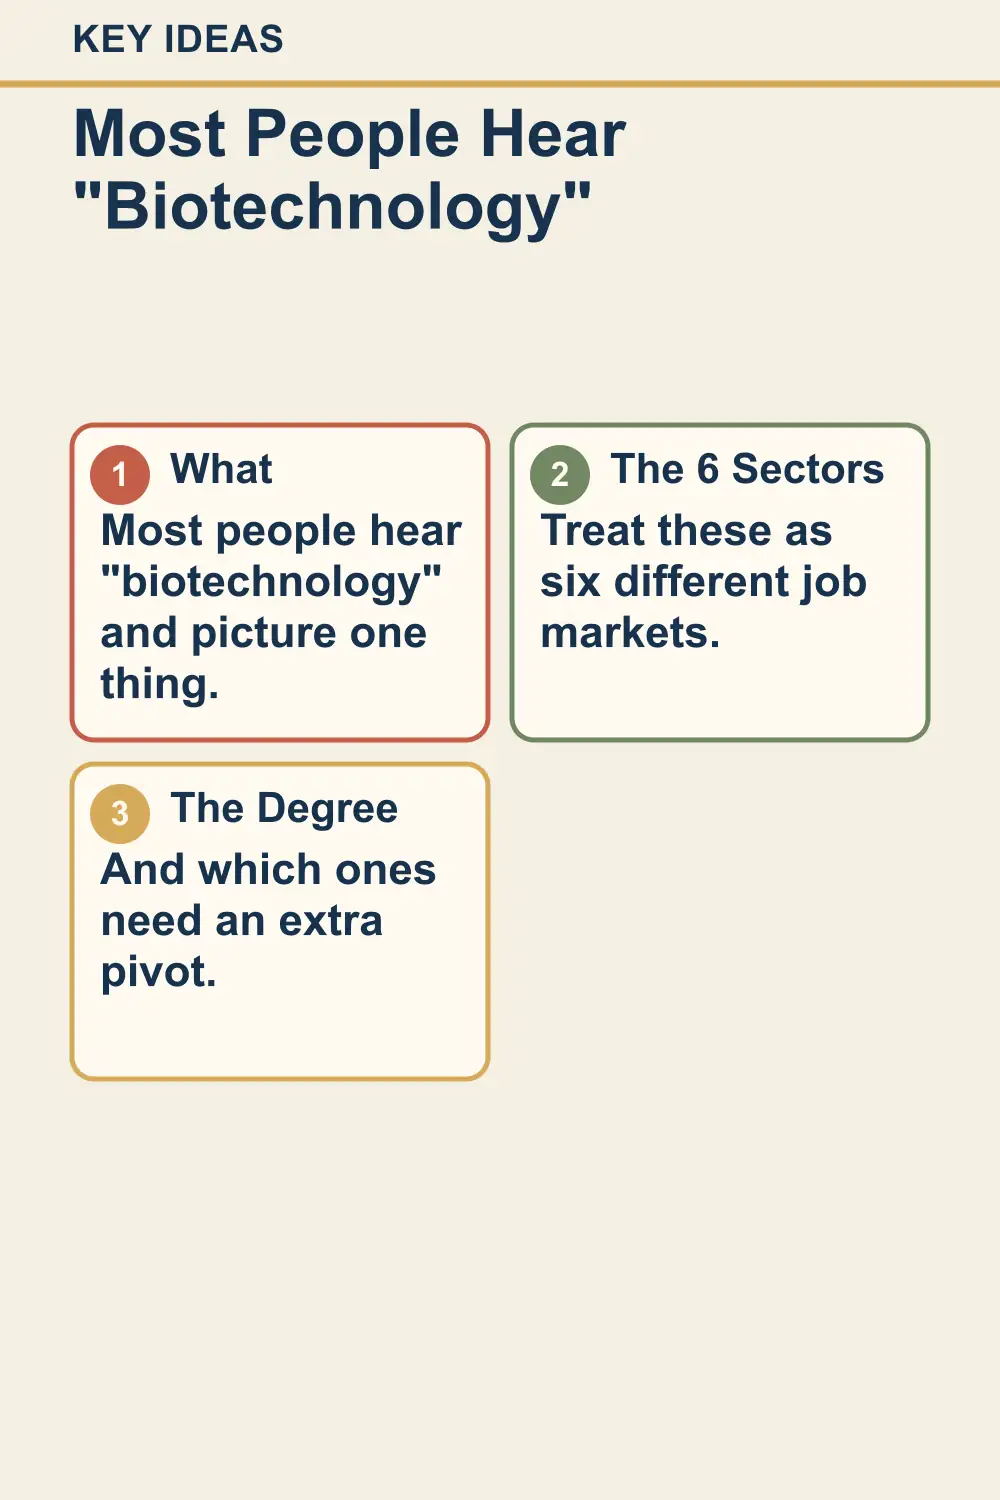 KEY IDEAS
Most People Hear
"Biotechnology"
1 What
Most people hear
"biotechnology"
and picture one
thing.
2 The 6 Sectors
Treat these as
six different job
markets.
3 The Degree
And which ones
need an extra
pivot.